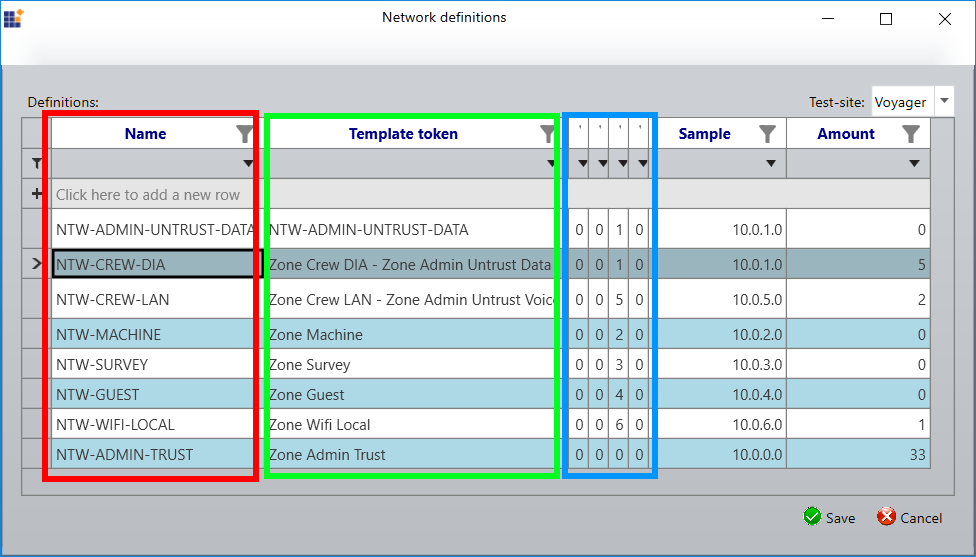 Network definitions
Definitions: Test-site: Voyager
Name Template token ' ' ' ' Sample Amount
Click here to add a new row
NTW-ADMIN-UNTRUST-DATA NTW-ADMIN-UNTRUST-DATA 0 0 1 0 10.0.1.0 0
NTW-CREW-DIA Zone Crew DIA - Zone Admin Untrust Data 0 0 1 0 10.0.1.0 5
NTW-CREW-LAN Zone Crew LAN - Zone Admin Untrust Voic 0 0 5 0 10.0.5.0 2
NTW-MACHINE Zone Machine 0 0 2 0 10.0.2.0 0
NTW-SURVEY Zone Survey 0 0 3 0 10.0.3.0 0
NTW-GUEST Zone Guest 0 0 4 0 10.0.4.0 0
NTW-WIFI-LOCAL Zone Wifi Local 0 0 6 0 10.0.6.0 1
NTW-ADMIN-TRUST Zone Admin Trust 0 0 0 0 10.0.0.0 33
Save Cancel